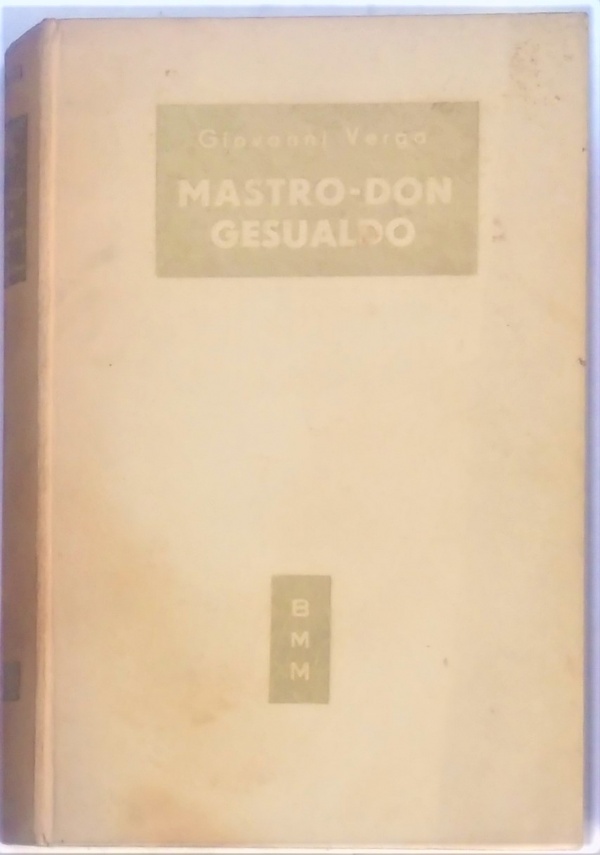 Giovanni Verga
MASTRO-DON
GESUALDO
B
M
M